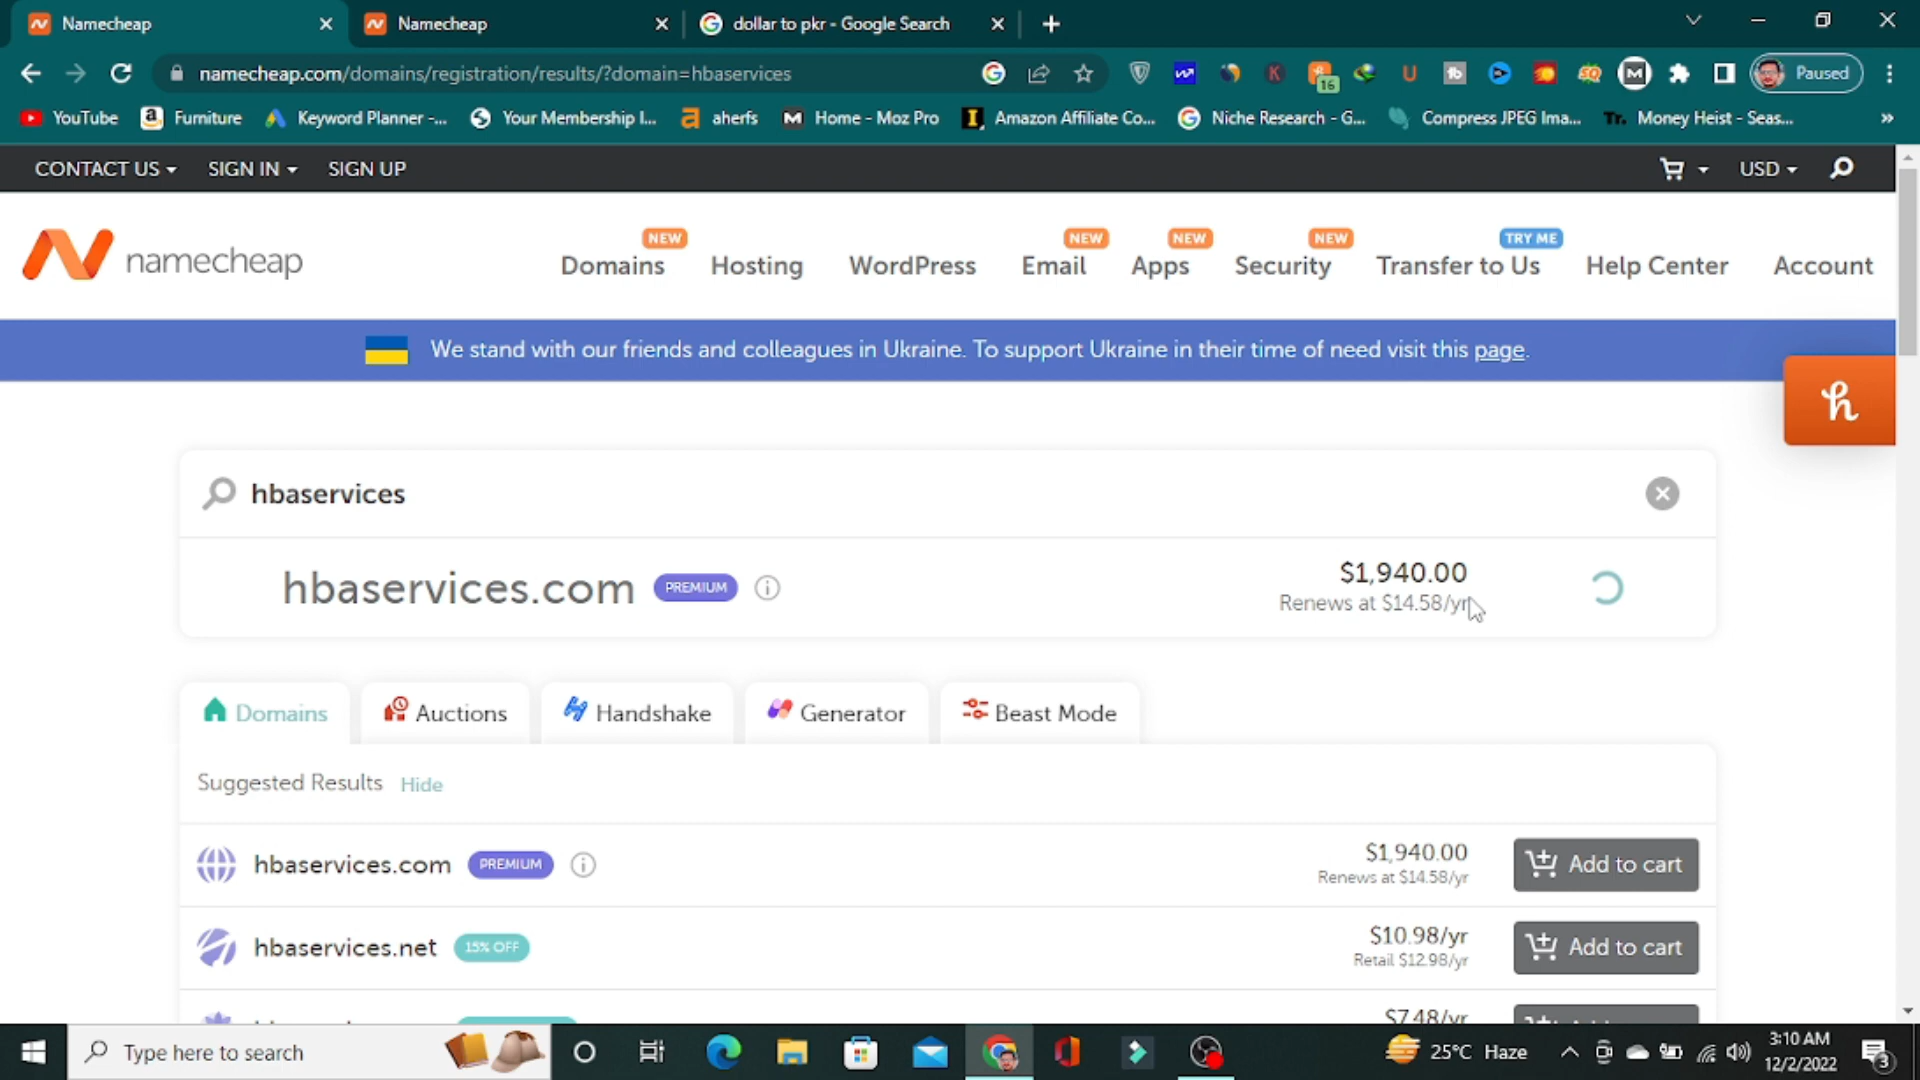 Namecheap
Namecheap
dollar to pkr - Google Search
namecheap.com/domains/registration/results/?domain=hbaservices
16
Paused
YouTube
Furniture
Keyword Planner -...
Your Membership I...
aherfs
Home - Moz Pro
Amazon Affiliate Co...
Niche Research - G...
Compress JPEG Ima...
Money Heist - Seas...
CONTACT US
SIGN IN
SIGN UP
USD
namecheap
Domains
NEW
Hosting
WordPress
Email
NEW
Apps
NEW
Security
NEW
Transfer to Us
TRY ME
Help Center
Account
We stand with our friends and colleagues in Ukraine. To support Ukraine in their time of need visit this page.
hbaservices
hbaservices.com PREMIUM
$1,940.00
Renews at $14.58/yr
Domains
Auctions
Handshake
Generator
Beast Mode
Suggested Results Hide
hbaservices.com PREMIUM
$1,940.00
Renews at $14.58/yr
Add to cart
hbaservices.net 15% OFF
$10.98/yr
Retail $12.98/yr
Add to cart
$7.48/yr
Type here to search
25°C Haze
3:10 AM
12/2/2022
3